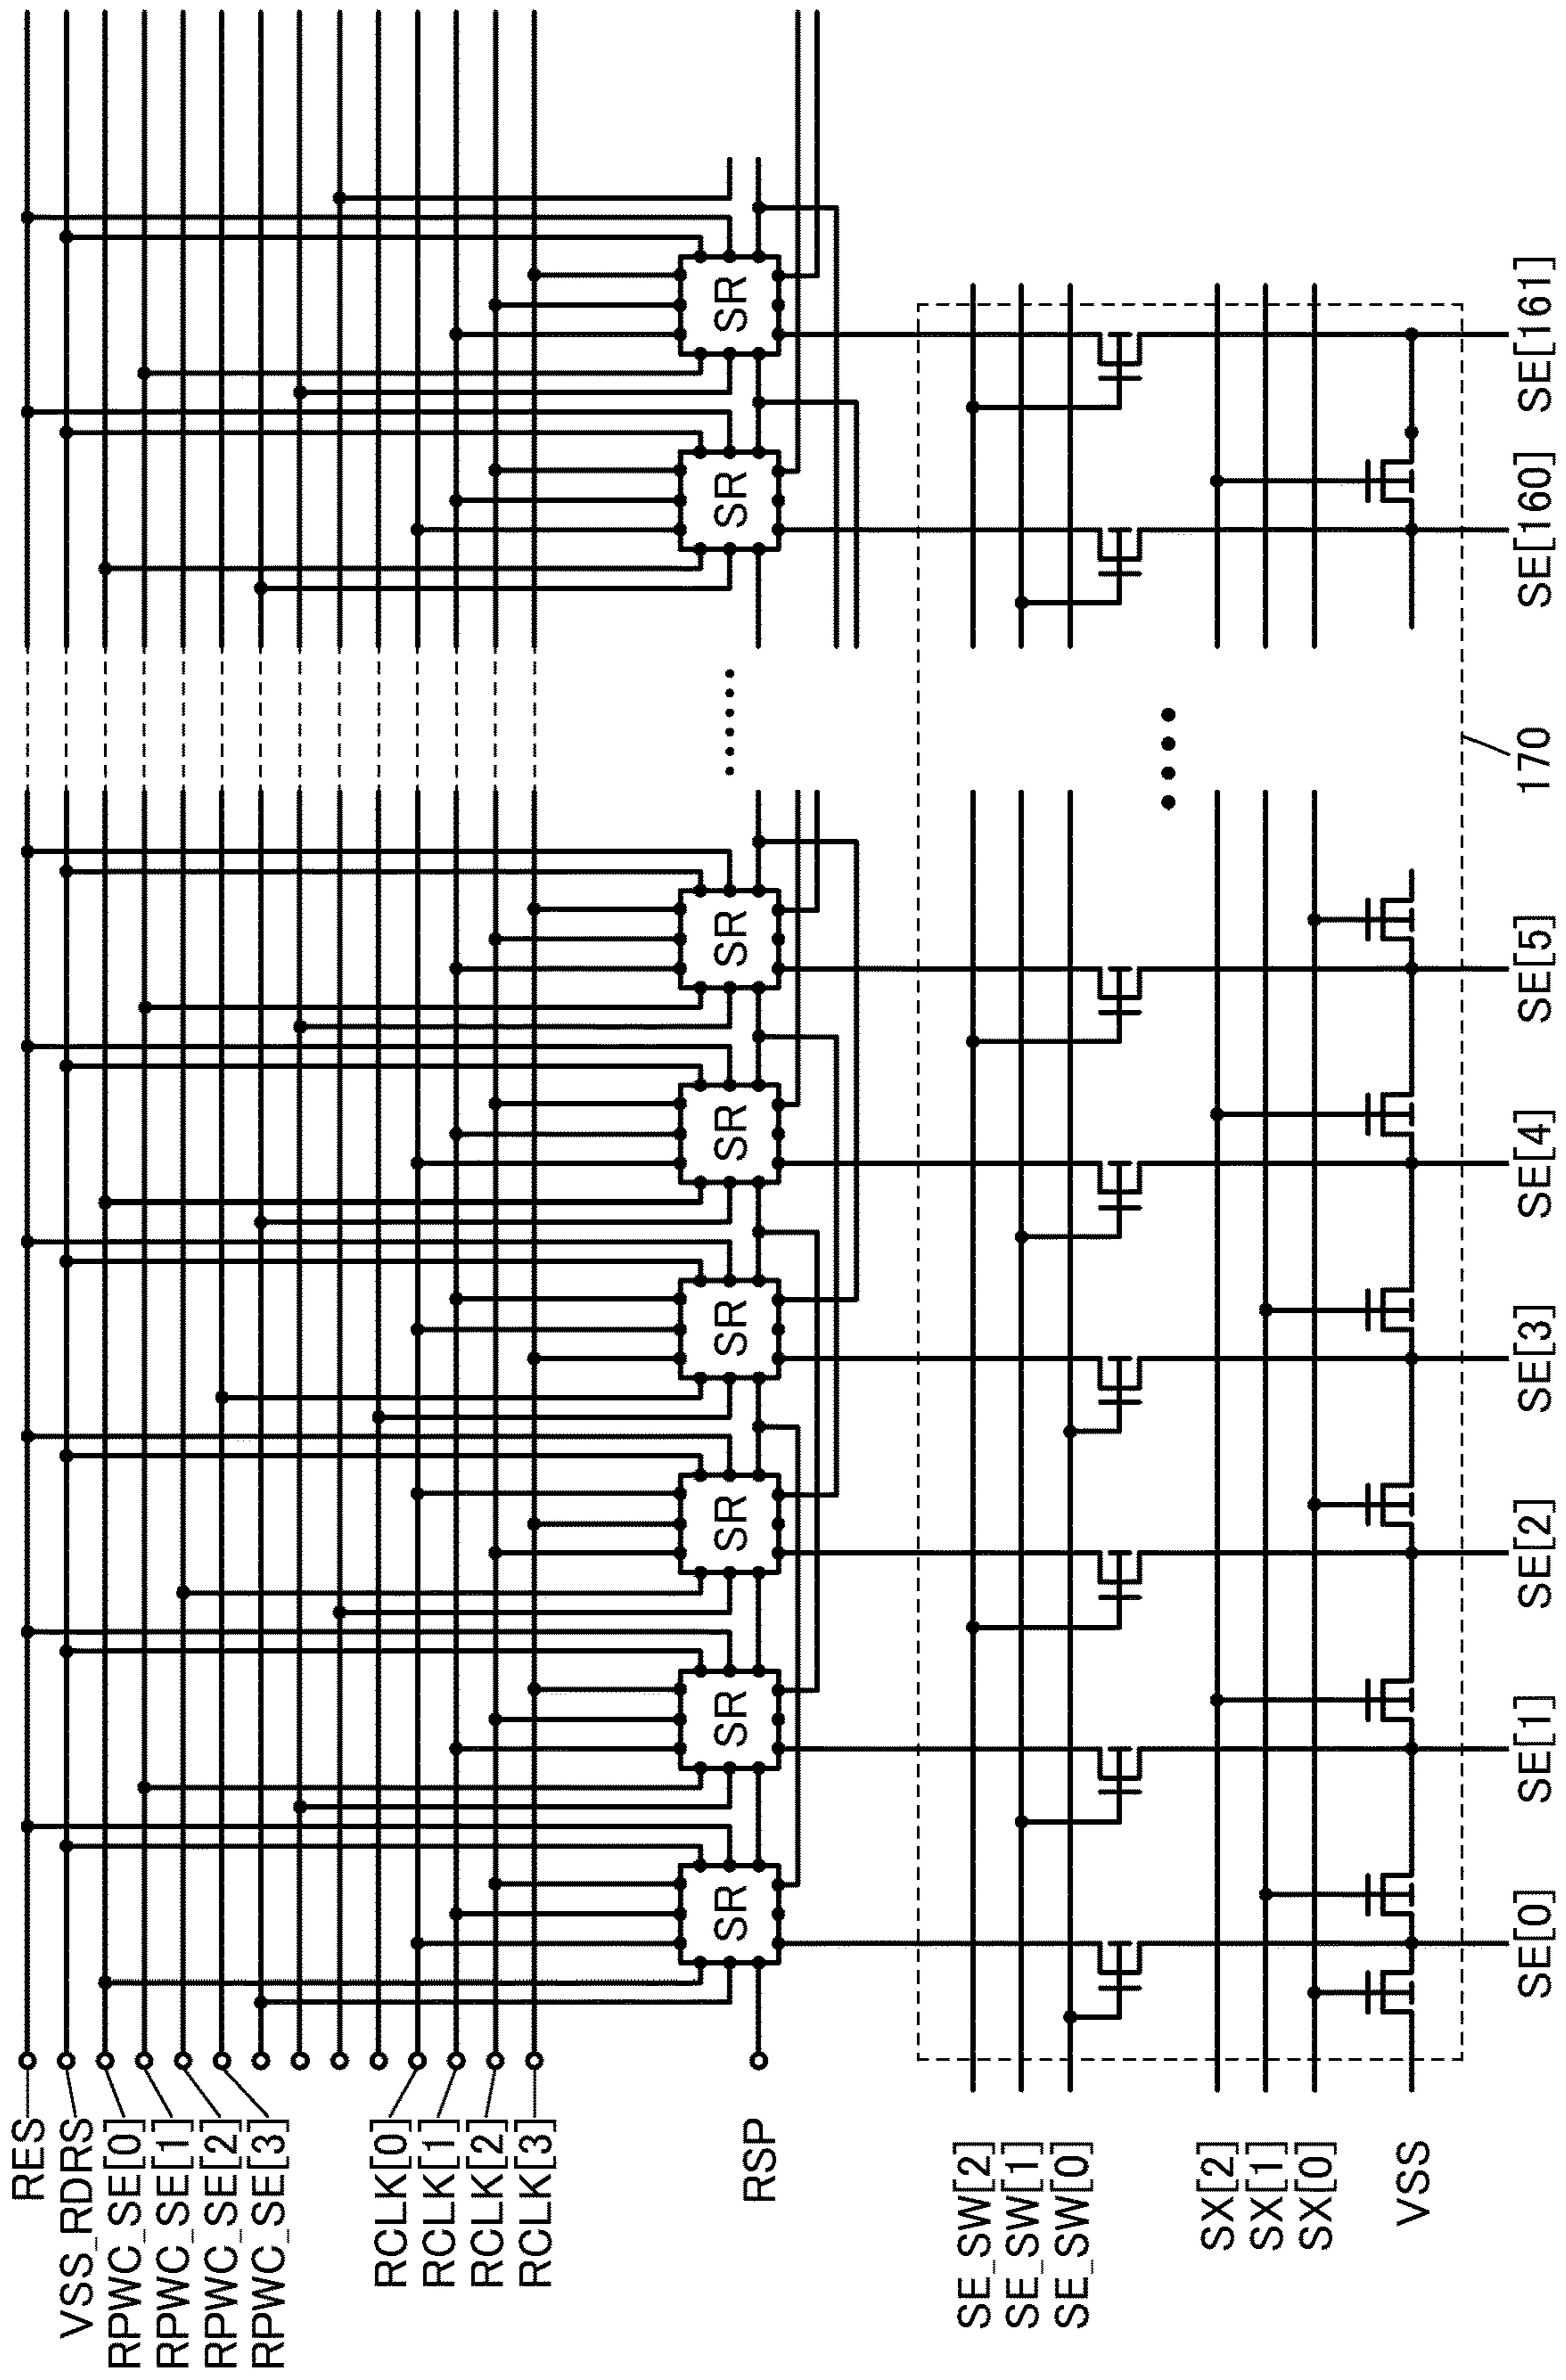 RES
VSS_RDRS
RPWC_SE[0]
RPWC_SE[1]
RPWC_SE[2]
RPWC_SE[3]
RCLK[0]
RCLK[1]
RCLK[2]
RCLK[3]
RSP
SE_SW[2]
SE_SW[1]
SE_SW[0]
SX[2]
SX[1]
SX[0]
VSS
SR
SR
SR
SR
SR
SR
SR
SR
SE[0]
SE[1]
SE[2]
SE[3]
SE[4]
SE[5]
170
SE[160]
SE[161]